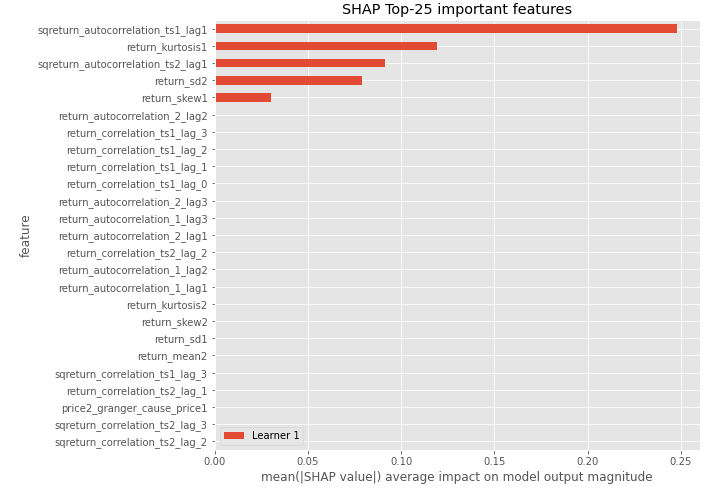 SHAP Top-25 important features
sqreturn_autocorrelation_ts1_lag1
return_kurtosis1
sqreturn_autocorrelation_ts2_lag1
return_sd2
return_skew1
return_autocorrelation_2_lag2
return_correlation_ts1_lag_3
return_correlation_ts1_lag_2
return_correlation_ts1_lag_1
return_correlation_ts1_lag_0
return_autocorrelation_2_lag3
return_autocorrelation_1_lag3
return_autocorrelation_2_lag1
return_correlation_ts2_lag_2
return_autocorrelation_1_lag2
return_autocorrelation_1_lag1
return_kurtosis2
return_skew2
return_sd1
return_mean2
sqreturn_correlation_ts1_lag_3
return_correlation_ts2_lag_1
price2_granger_cause_price1
sqreturn_correlation_ts2_lag_3
sqreturn_correlation_ts2_lag_2
feature
Learner 1
0.00 0.05 0.10 0.15 0.20 0.25
mean(|SHAP value|) average impact on model output magnitude